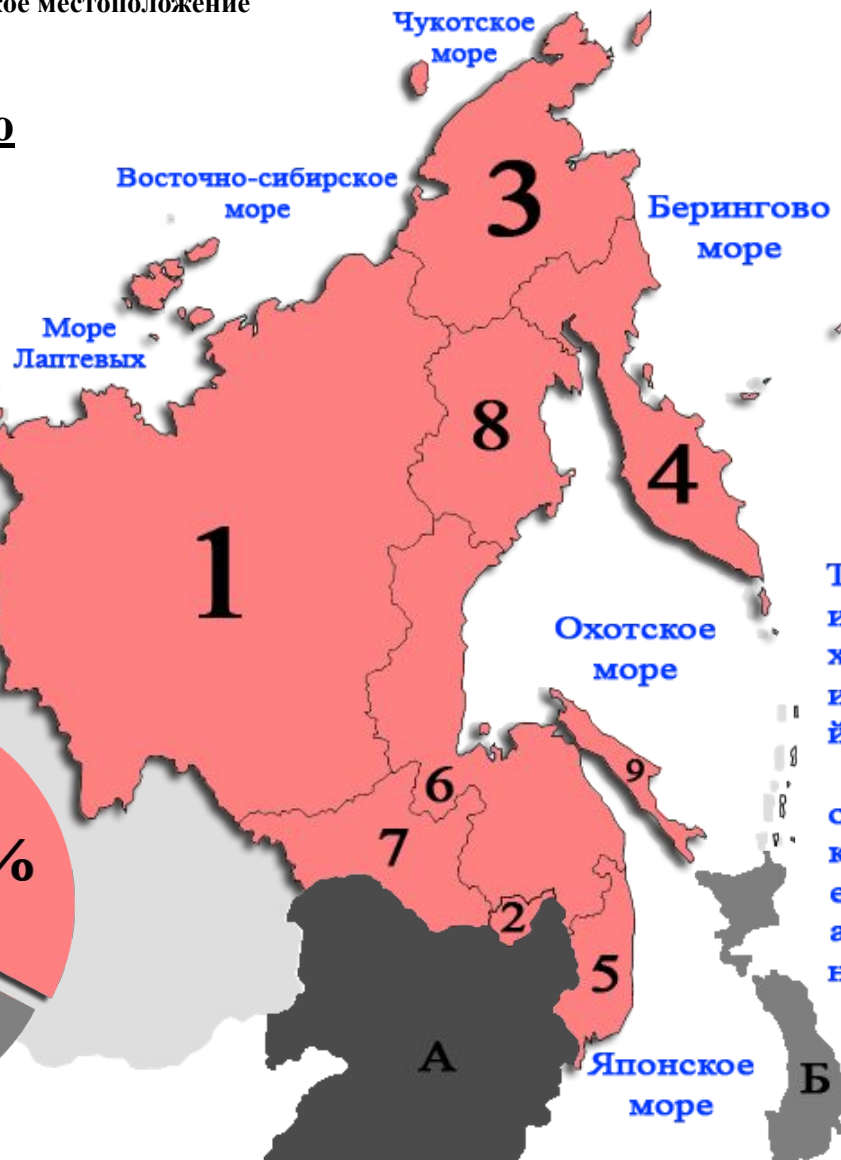 кое местоположение
о
Чукотское
море
3
Восточно-сибирское
море
Берингово
море
Море
Лаптевых
8
4
1
Охотское
море
Т
и
х
и
й
9
6
7
%
о
к
е
а
н
2
5
А
Японское
море
Б